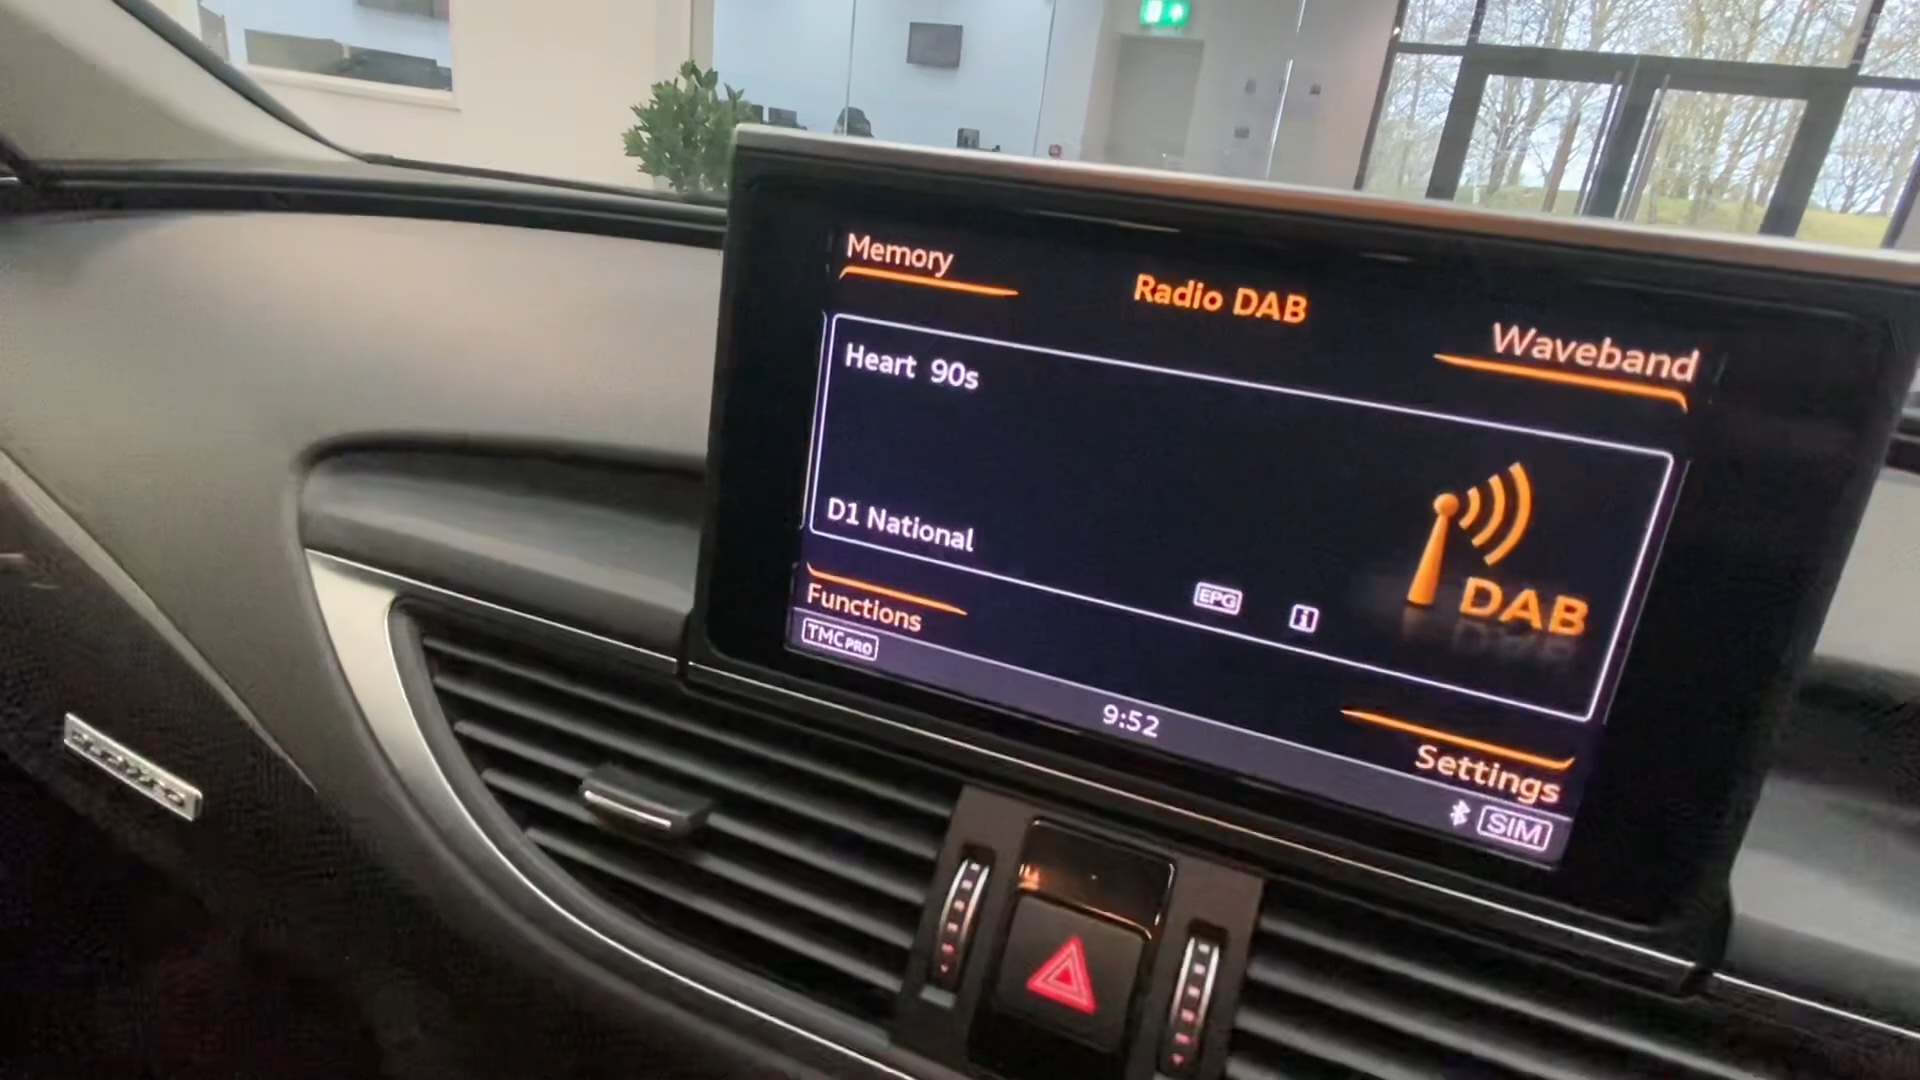 Memory
Radio DAB
Waveband
Heart 90s
D1 National
EPG
i
DAB
Functions
TMC PRO
9:52
Settings
SIM